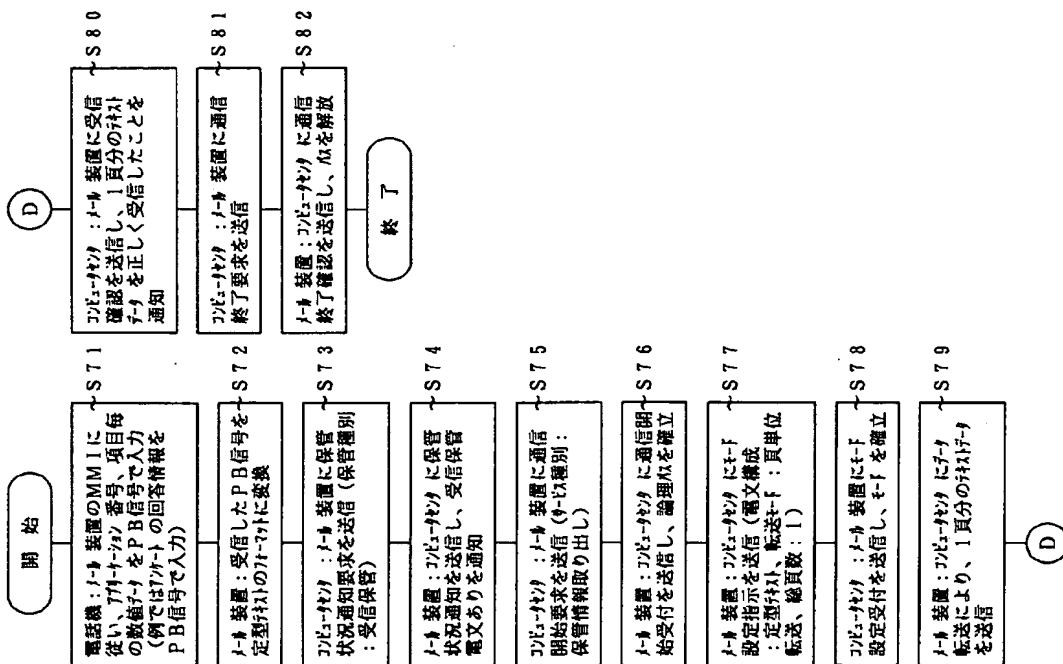 開 始
電話機：メール 装置のMMIに
従い、アプリケーション 番号、項目毎
の数値データをPB信号で入力
（例ではアンケート の回答情報を
PB信号で入力）
～S71
メール 装置：受信したPB信号を
定型テキストのフォーマットに変換
～S72
コンピュータセンタ ：メール 装置に保管
状況通知要求を送信（保管種別
：受信保管）
～S73
メール 装置：コンピュータセンタ に保管
状況通知を送信し、受信保管
電文ありを通知
～S74
コンピュータセンタ ：メール 装置に通信
開始要求を送信（サービス種別：
保管情報取り出し）
～S75
メール 装置：コンピュータセンタ に通信開
始受付を送信し、論理パスを確立
～S76
メール 装置：コンピュータセンタ にモード
設定指示を送信（電文構成
：定型テキスト、転送モード：頁単位
転送、総頁数：1）
～S77
コンピュータセンタ ：メール 装置にモード
設定受付を送信し、モード を確立
～S78
メール 装置：コンピュータセンタ にデータ
転送により、1頁分のテキストデータ
を送信
～S79
D
D
コンピュータセンタ ：メール 装置に受信
確認を送信し、1頁分のテキスト
データ を正しく受信したことを
通知
～S80
コンピュータセンタ ：メール 装置に通信
終了要求を送信
～S81
メール 装置：コンピュータセンタ に通信
終了確認を送信し、パスを解放
～S82
終 了